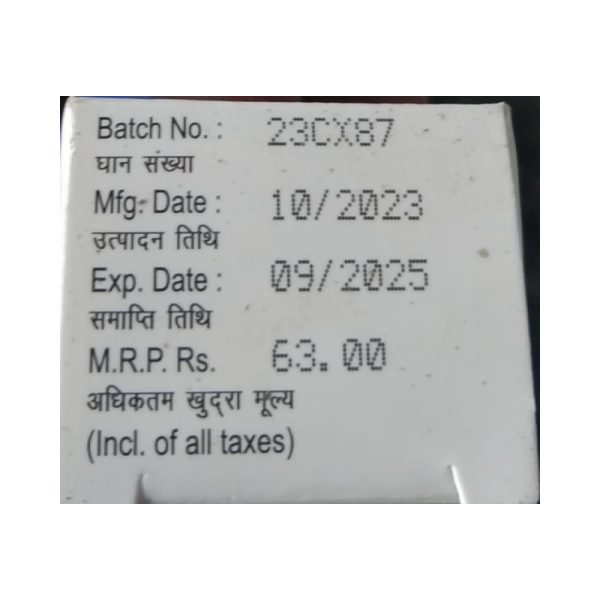 Batch No. : 23CX87
घान संख्या
Mfg. Date : 10/2023
उत्पादन तिथि
Exp. Date : 09/2025
समाप्ति तिथि
M.R.P. Rs. 63.00
अधिकतम खुद्रा मूल्य
(Incl. of all taxes)